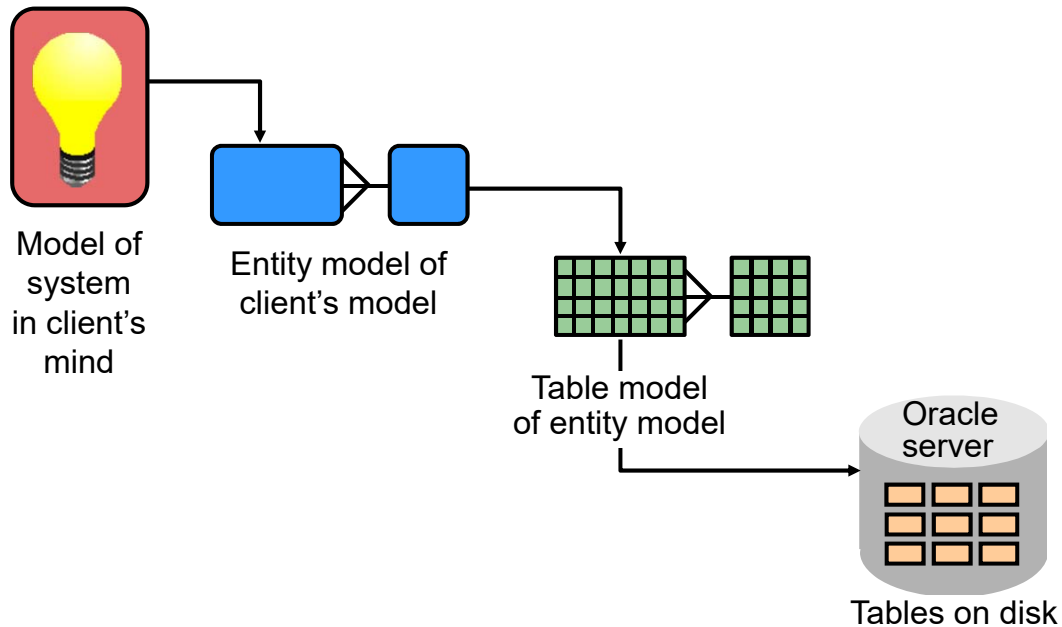 Model of
system
in client’s
mind
Entity model of
client’s model
Table model
of entity model
Oracle
server
Tables on disk